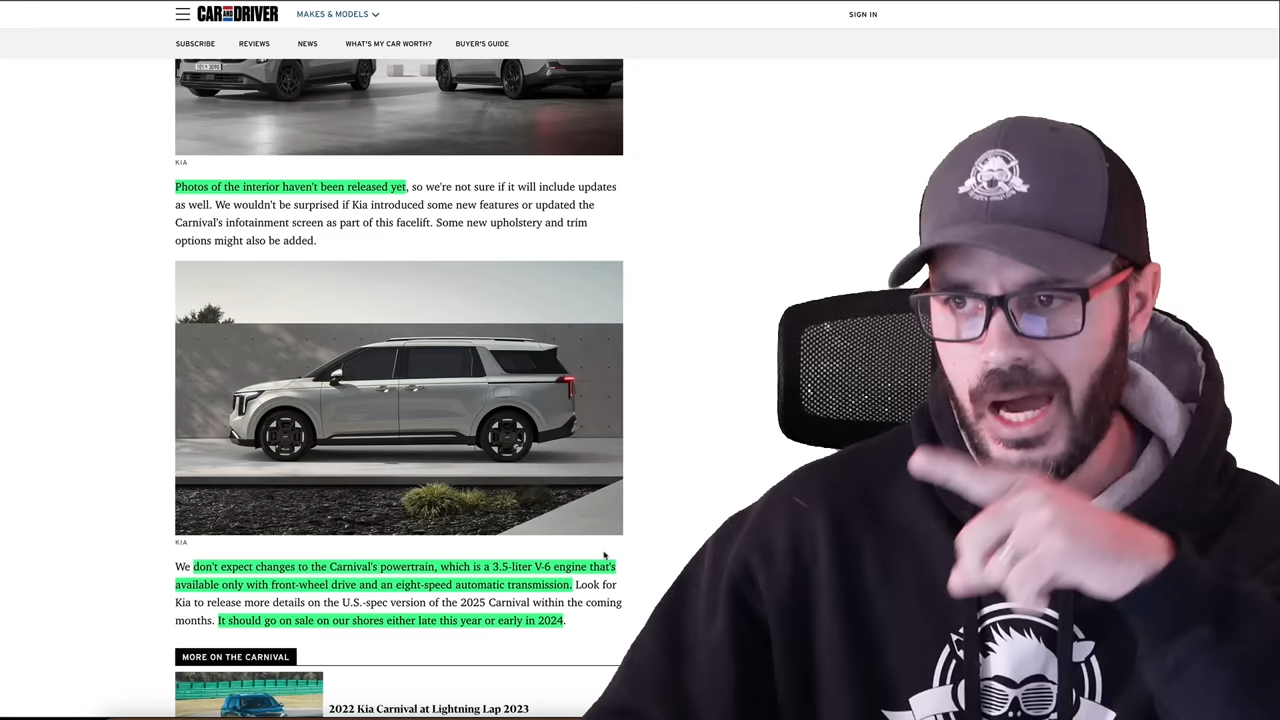 CAR AND DRIVER
MAKES & MODELS
SIGN IN
SUBSCRIBE
REVIEWS
NEWS
WHAT'S MY CAR WORTH?
BUYER'S GUIDE
KIA
Photos of the interior haven't been released yet, so we're not sure if it will include updates
as well. We wouldn't be surprised if Kia introduced some new features or updated the
Carnival's infotainment screen as part of this facelift. Some new upholstery and trim
options might also be added.
KIA
We don't expect changes to the Carnival's powertrain, which is a 3.5-liter V-6 engine that's
available only with front-wheel drive and an eight-speed automatic transmission. Look for
Kia to release more details on the U.S.-spec version of the 2025 Carnival within the coming
months. It should go on sale on our shores either late this year or early in 2024.
MORE ON THE CARNIVAL
2022 Kia Carnival at Lightning Lap 2023